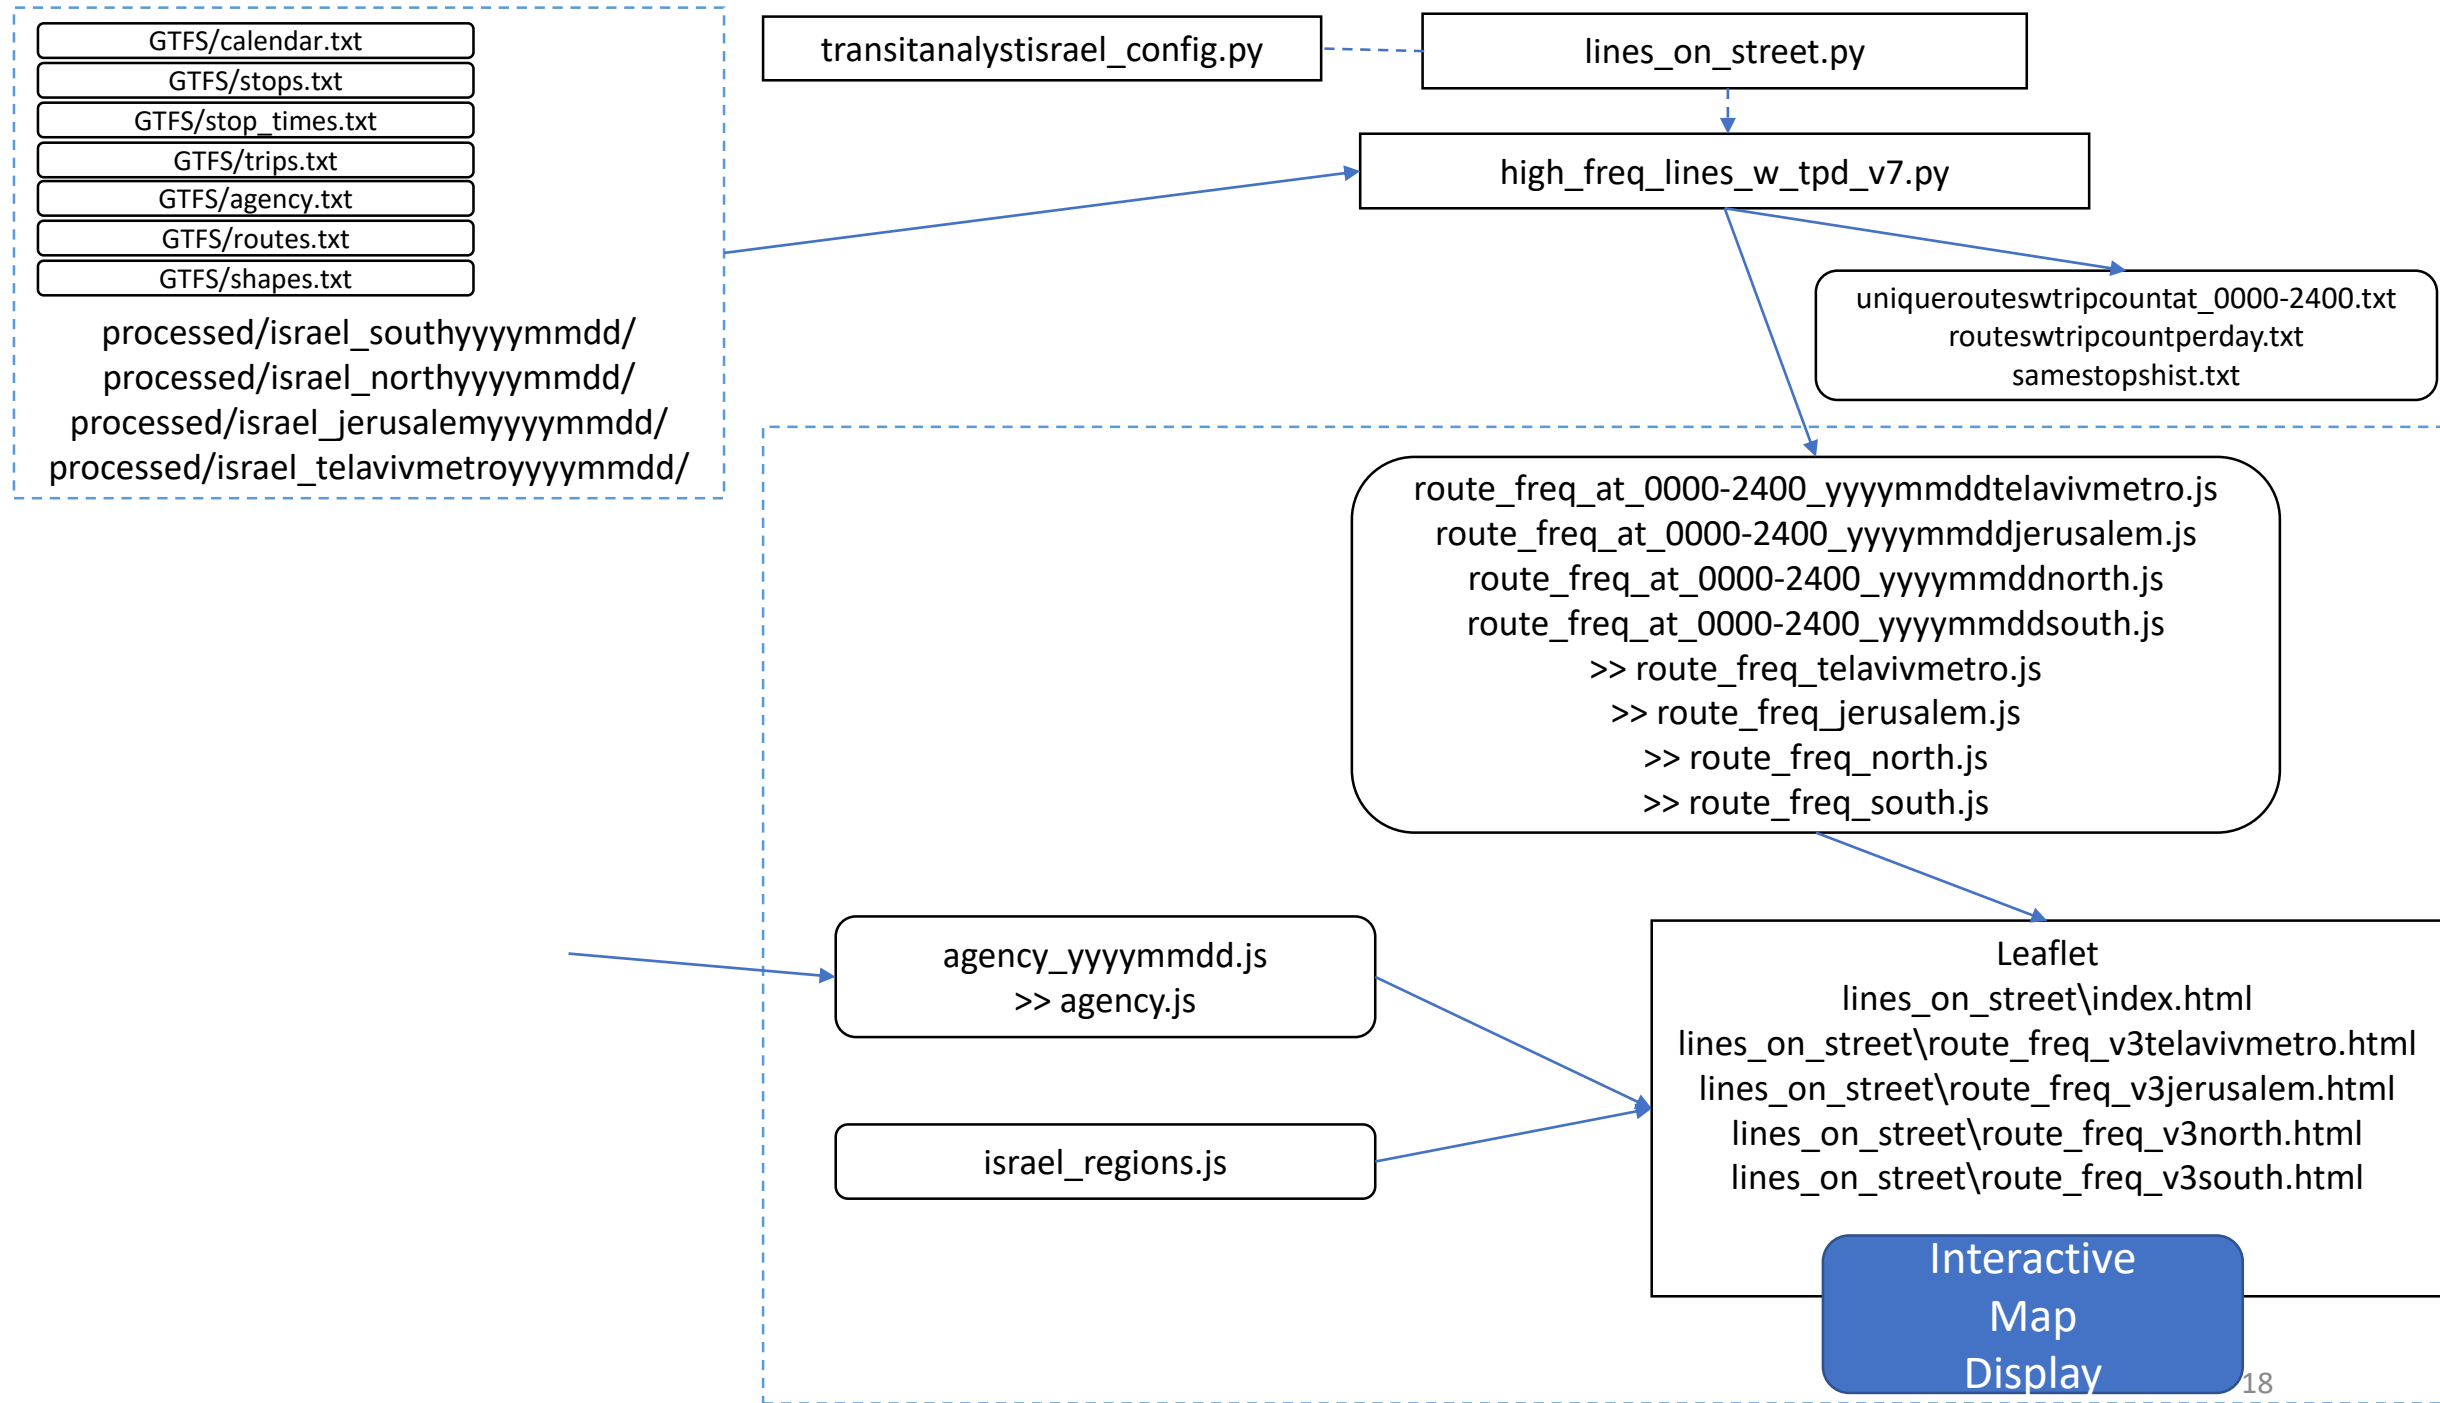 GTFS/calendar.txt
GTFS/stops.txt
GTFS/stop_times.txt
GTFS/trips.txt
GTFS/agency.txt
GTFS/routes.txt
GTFS/shapes.txt
processed/israel_southyyyymmdd/
processed/israel_northyyyymmdd/
processed/israel_jerusalemyyyymmdd/
processed/israel_telavivmetroyyyymmdd/
transitanalystisrael_config.py
lines_on_street.py
high_freq_lines_w_tpd_v7.py
uniquerouteswtripcountat_0000-2400.txt
routeswtripcountperday.txt
samestopshist.txt
route_freq_at_0000-2400_yyyymmddtelavivmetro.js
route_freq_at_0000-2400_yyyymmddjerusalem.js
route_freq_at_0000-2400_yyyymmddnorth.js
route_freq_at_0000-2400_yyyymmddsouth.js
>> route_freq_telavivmetro.js
>> route_freq_jerusalem.js
>> route_freq_north.js
>> route_freq_south.js
agency_yyyymmdd.js
>> agency.js
israel_regions.js
Leaflet
lines_on_street\index.html
lines_on_street\route_freq_v3telavivmetro.html
lines_on_street\route_freq_v3jerusalem.html
lines_on_street\route_freq_v3north.html
lines_on_street\route_freq_v3south.html
Interactive
Map
Display
18